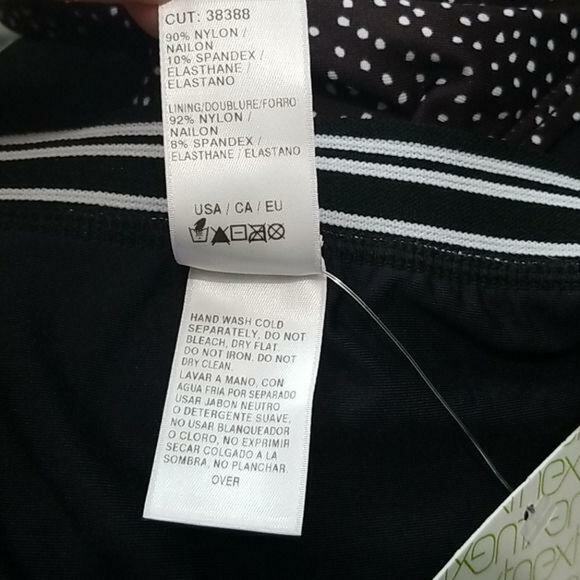 CUT: 38388
90% NYLON /
NAILON
10% SPANDEX /
ELASTHANE /
ELASTANO
LINING/DOUBLURE/FORRO
92% NYLON /
NAILON
8% SPANDEX /
ELASTHANE / ELASTANO
USA / CA / EU
HAND WASH COLD
SEPARATELY, DO NOT
BLEACH, DRY FLAT.
DO NOT IRON. DO NOT
DRY CLEAN.
LAVAR A MANO, CON
AGUA FRIA POR SEPARADO
USAR JABON NEUTRO
O DETERGENTE SUAVE,
NO USAR BLANQUEADOR
O CLORO, NO EXPRIMIR
SECAR COLGADO A LA
SOMBRA, NO PLANCHAR.
OVER